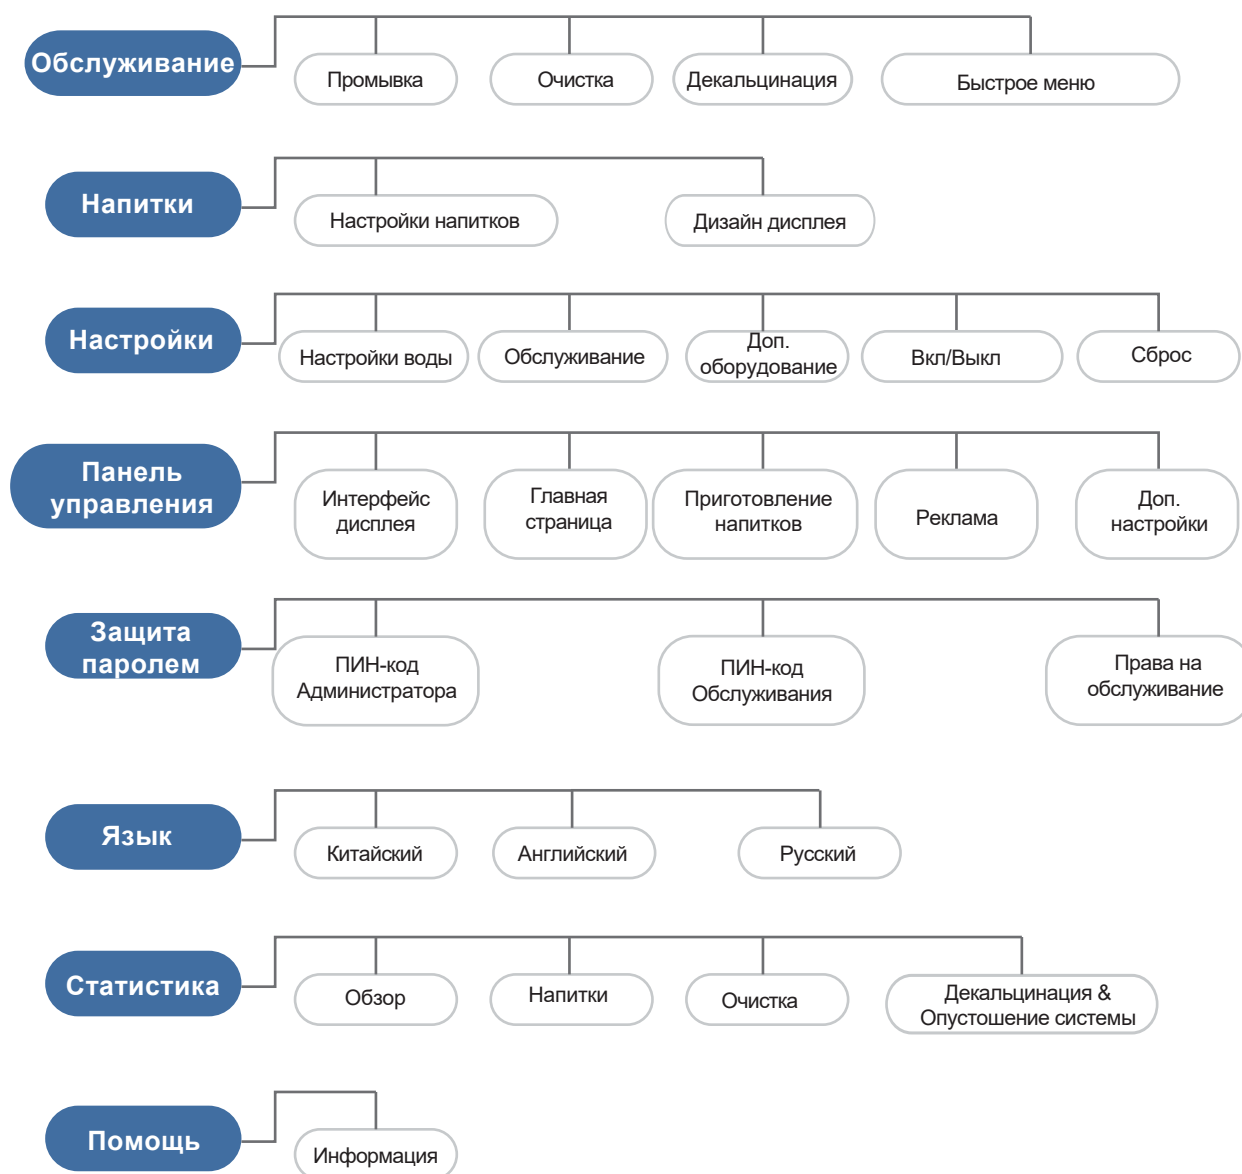 Обслуживание
Промывка
Очистка
Декальцинация
Быстрое меню
Напитки
Настройки напитков
Дизайн дисплея
Настройки
Настройки воды
Обслуживание
Доп.
оборудование
Вкл/Выкл
Сброс
Панель
управления
Интерфейс
дисплея
Главная
страница
Приготовление
напитков
Реклама
Доп.
настройки
Защита
паролем
ПИН-код
Администратора
ПИН-код
Обслуживания
Права на
обслуживание
Язык
Китайский
Английский
Русский
Статистика
Обзор
Напитки
Очистка
Декальцинация &
Опустошение системы
Помощь
Информация